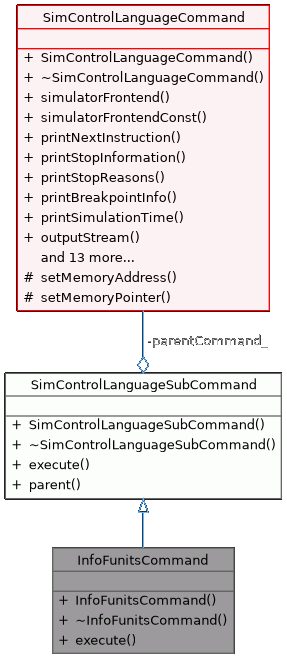 SimControlLanguageCommand
+ SimControlLanguageCommand()
+ ~SimControlLanguageCommand()
+ simulatorFrontend()
+ simulatorFrontendConst()
+ printNextInstruction()
+ printStopInformation()
+ printStopReasons()
+ printBreakpointInfo()
+ printSimulationTime()
+ outputStream()
and 13 more...
# setMemoryAddress()
# setMemoryPointer()
-parentCommand_
SimControlLanguageSubCommand
+ SimControlLanguageSubCommand()
+ ~SimControlLanguageSubCommand()
+ execute()
+ parent()
InfoFunitsCommand
+ InfoFunitsCommand()
+ ~InfoFunitsCommand()
+ execute()